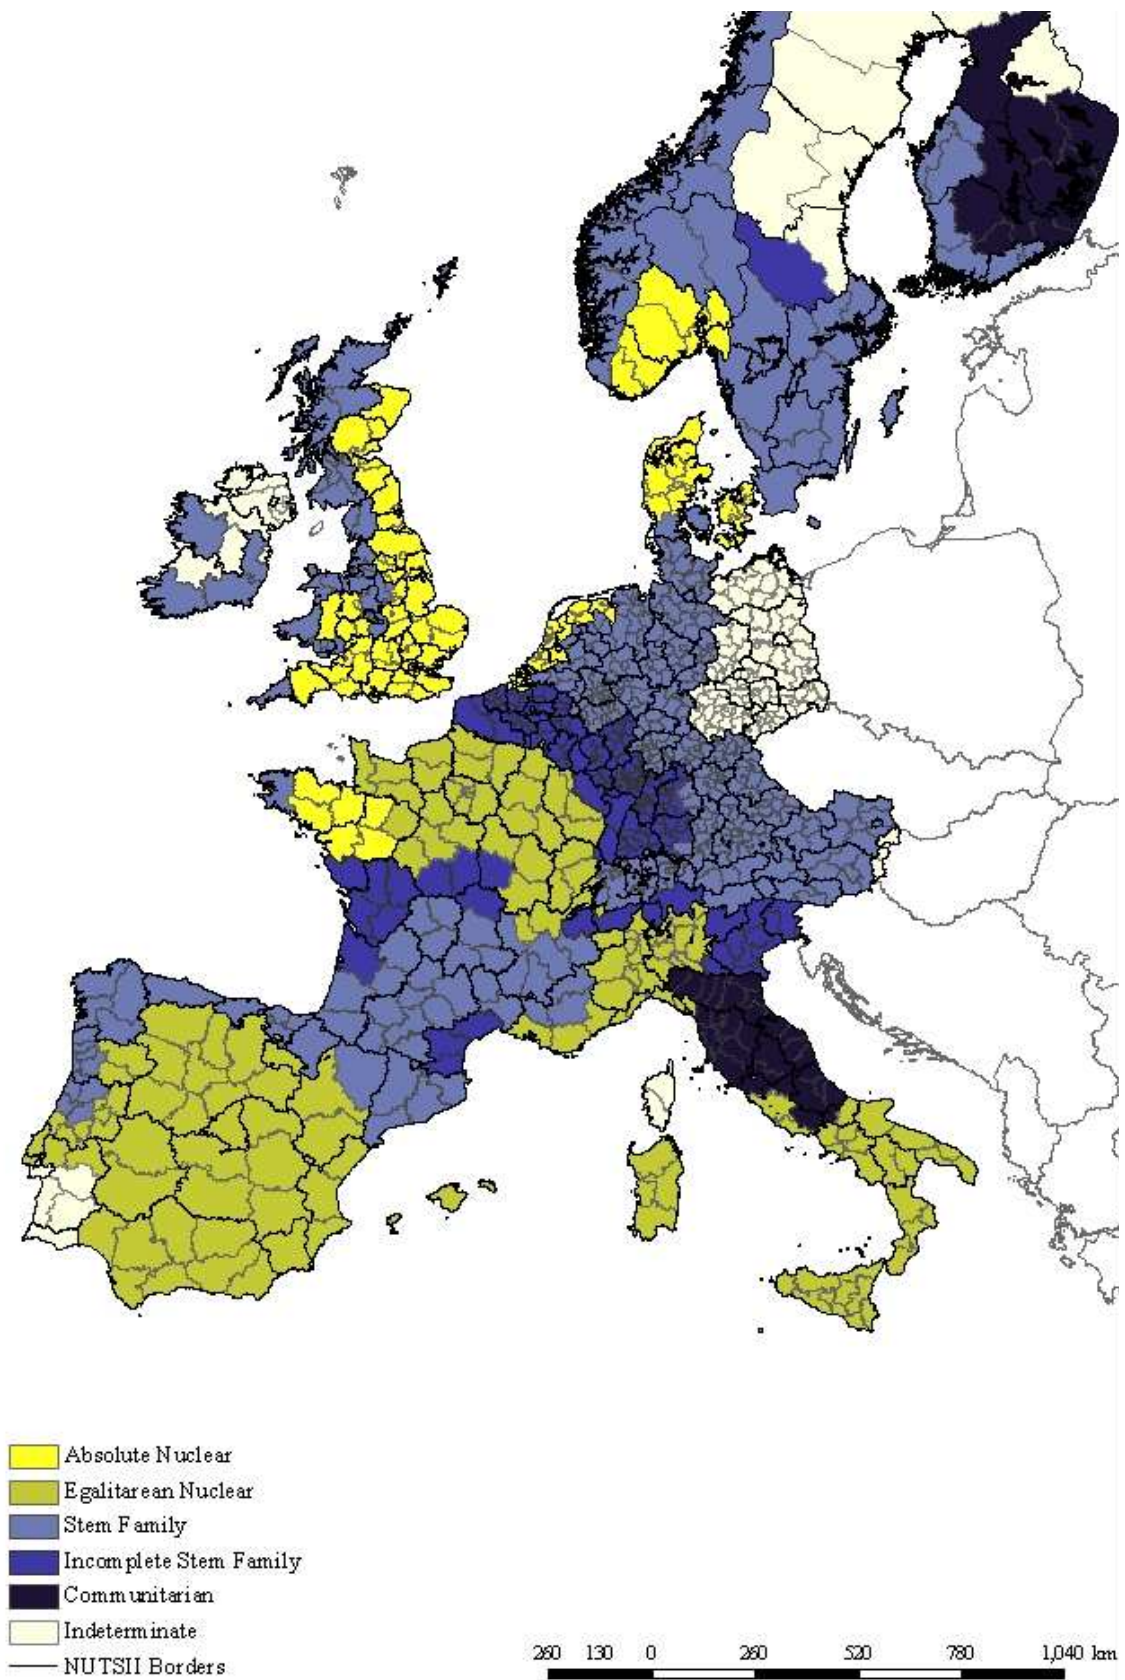 Absolute Nuclear
Egalitarean Nuclear
Stem Family
Incomplete Stem Family
Communitarian
Indeterminate
NUTSII Borders
260 130 0 260 520 780 1,040 km